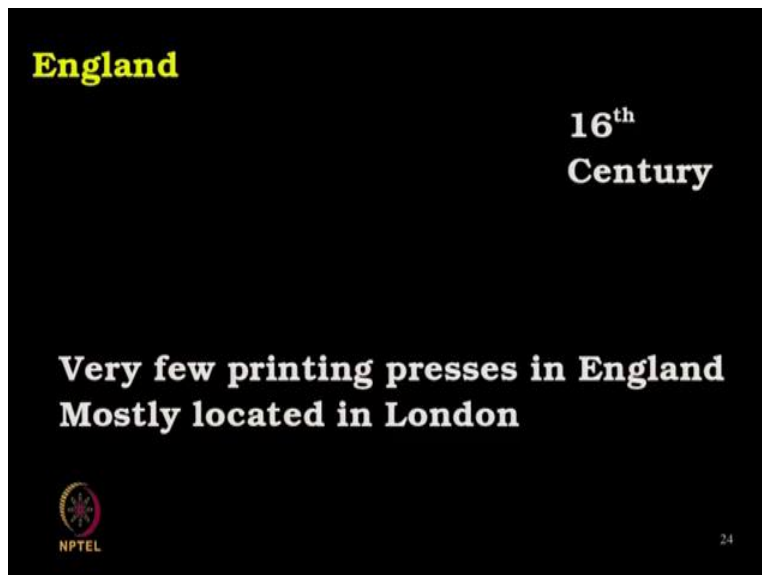 England
16th
Century
Very few printing presses in England
Mostly located in London
NPTEL
24